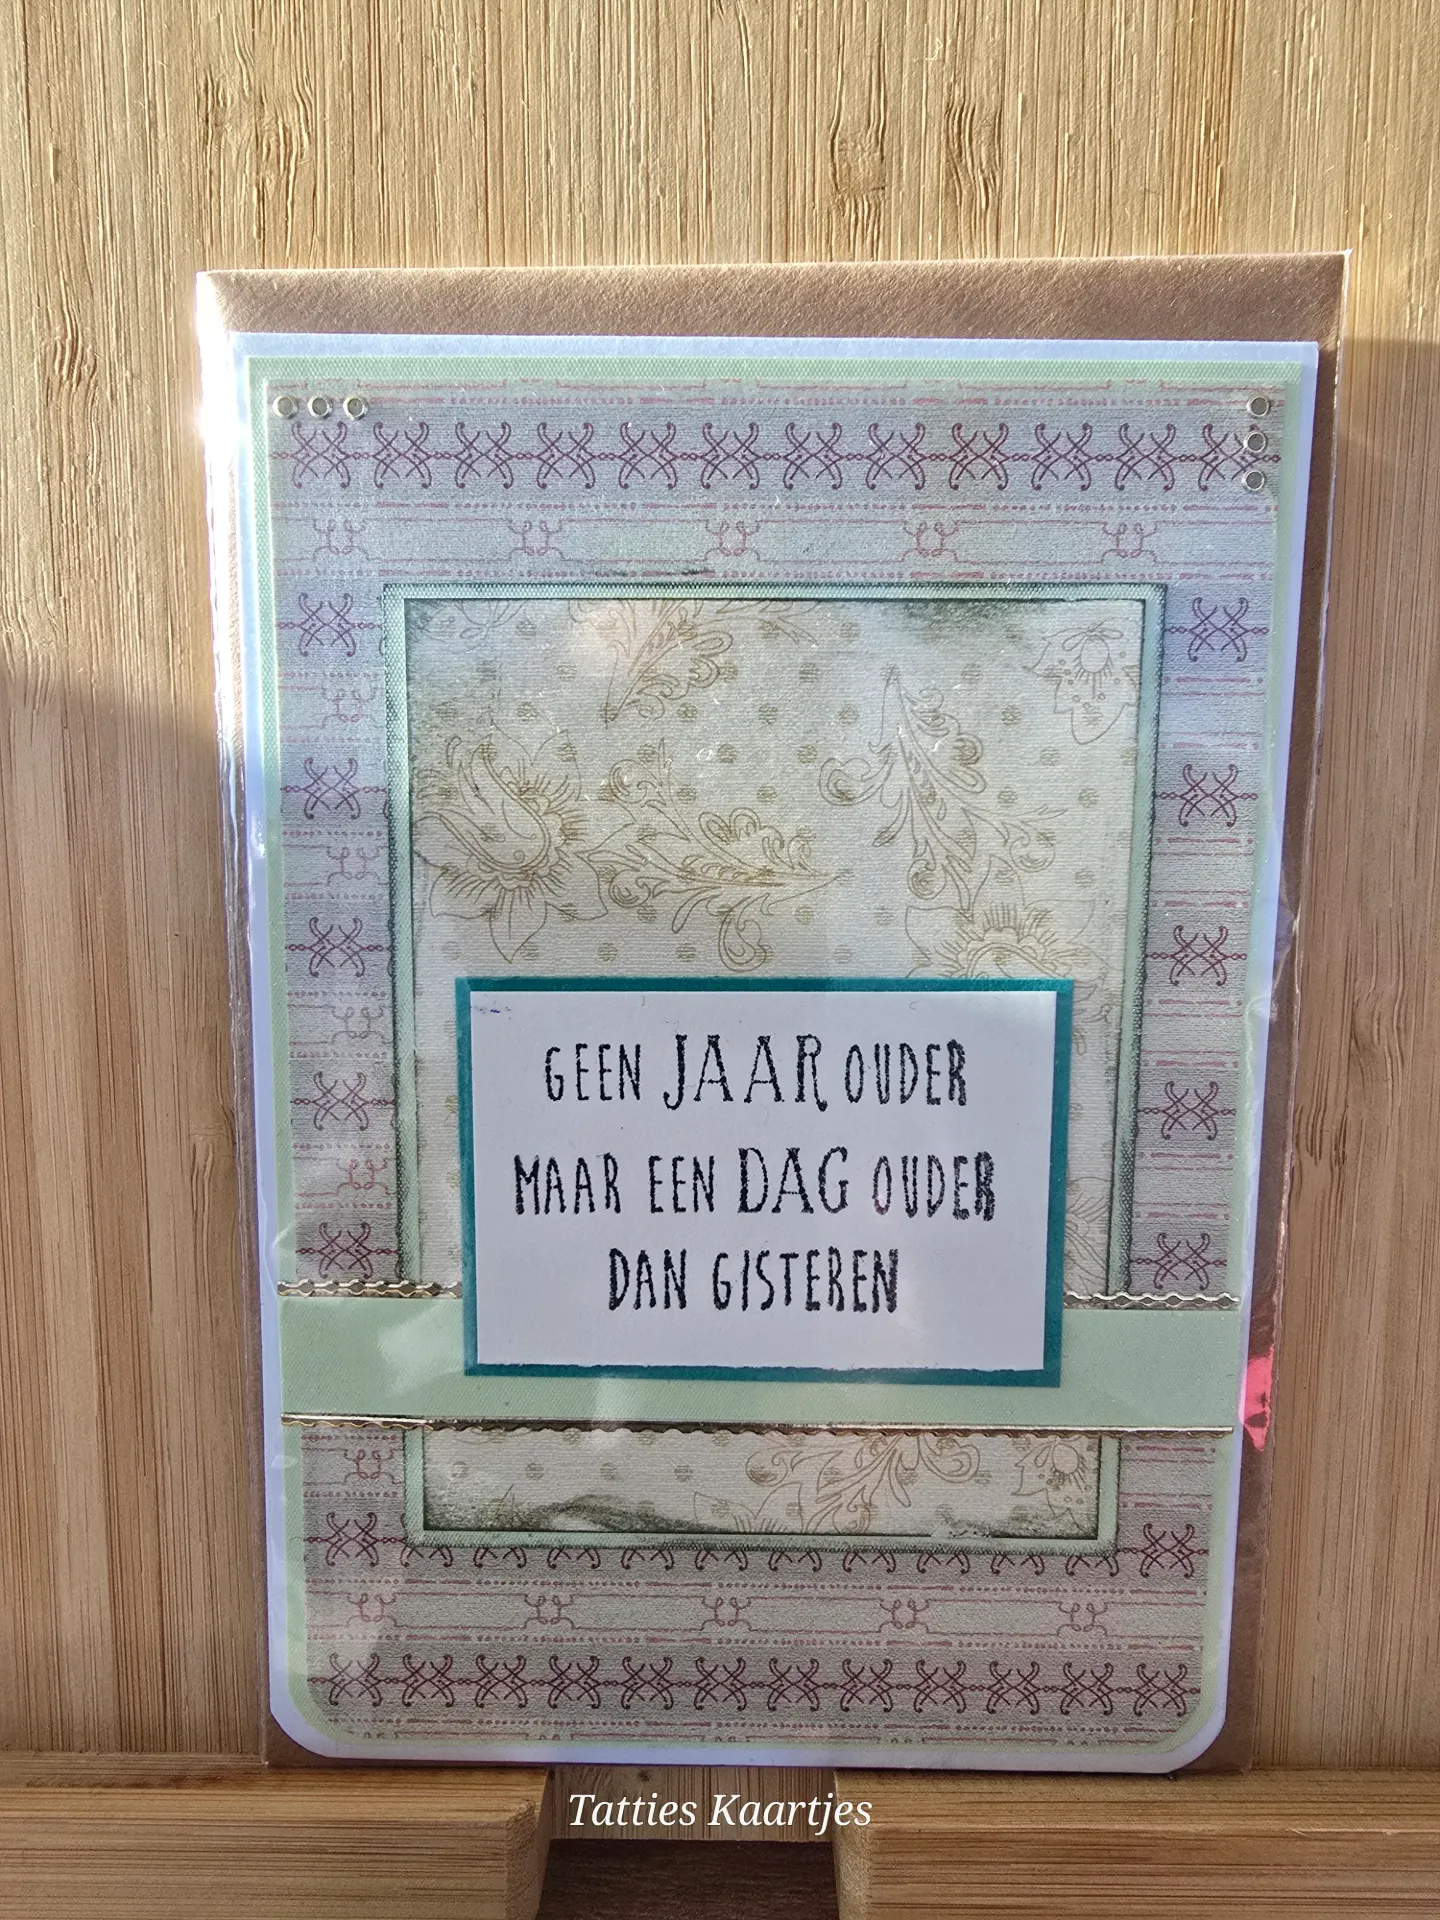 GEEN JAAR OUDER
MAAR EEN DAG OUDER
DAN GISTEREN
Tatties Kaartjes